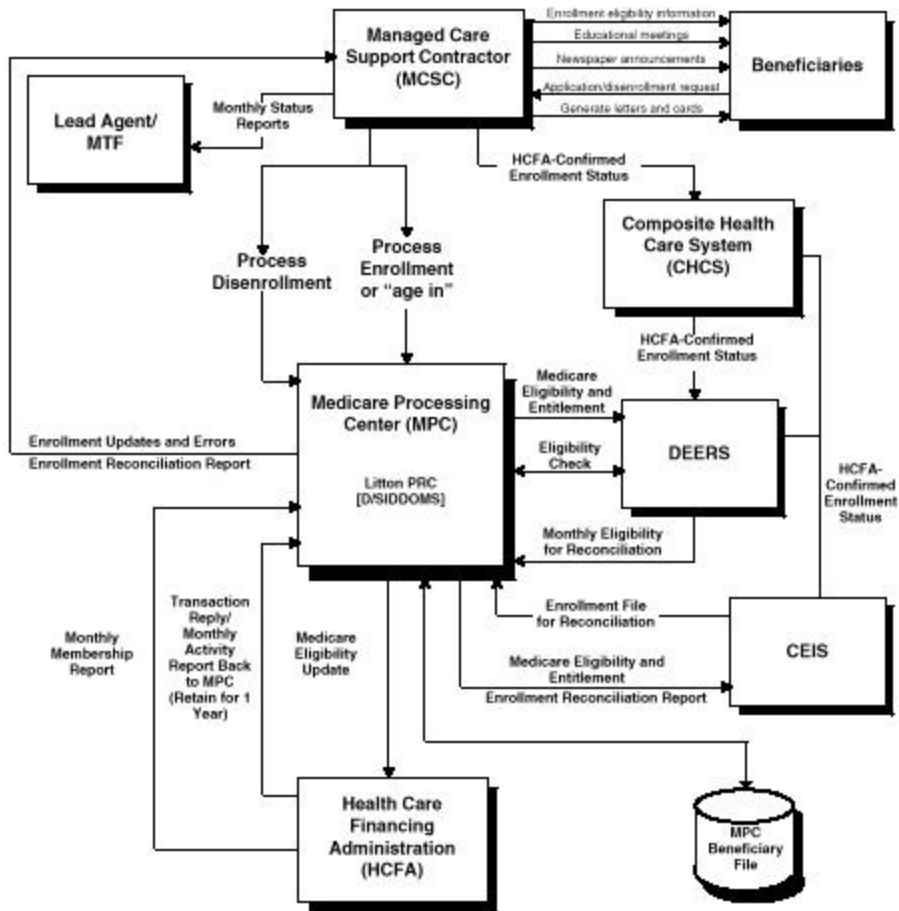 Managed Care
Support Contractor
(MCSC)
Enrollment eligibility information
Educational meetings
Newspaper announcements
Application/disenrollment request
Generate letters and cards
Beneficiaries
Lead Agent/
MTF
Monthly Status
Reports
HCFA-Confirmed
Enrollment Status
Composite Health
Care System
(CHCS)
Process
Disenrollment
Process
Enrollment
or “age in”
HCFA-Confirmed
Enrollment Status
Medicare Processing
Center (MPC)
Litton PRC
[D/SIDDOMS]
Medicare
Eligibility and
Entitlement
Eligibility
Check
DEERS
Enrollment Updates and Errors
Enrollment Reconciliation Report
HCFA-
Confirmed
Enrollment
Status
Monthly Eligibility
for Reconciliation
Monthly
Membership
Report
Transaction
Reply/
Monthly
Activity
Report Back
to MPC
(Retain for 1
Year)
Medicare
Eligibility
Update
Enrollment File
for Reconciliation
Medicare Eligibility and
Entitlement
Enrollment Reconciliation Report
CEIS
Health Care
Financing
Administration
(HCFA)
MPC
Beneficiary
File